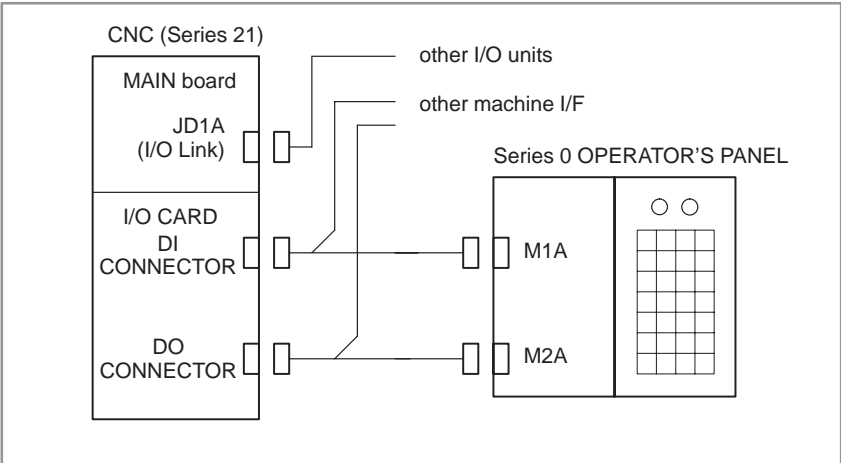 CNC (Series 21)
MAIN board
JD1A
(I/O Link)
other I/O units
other machine I/F
Series 0 OPERATOR’S PANEL
I/O CARD
DI
CONNECTOR
M1A
DO
CONNECTOR
M2A